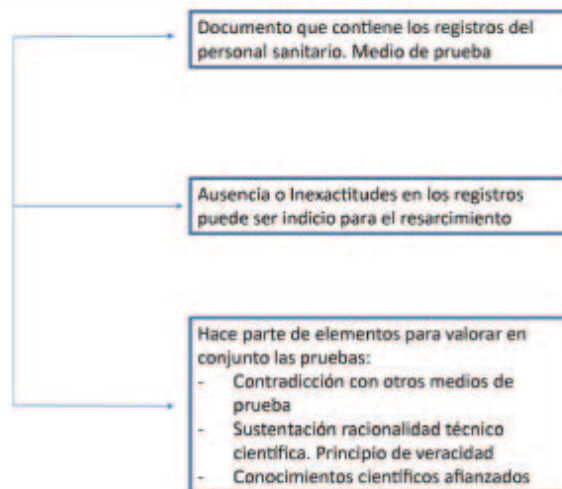 Documento que contiene los registros del
personal sanitario. Medio de prueba
Ausencia o Inexactitudes en los registros
puede ser indicio para el resarcimiento
Hace parte de elementos para valorar en
conjunto las pruebas:
- Contradicción con otros medios de
prueba
- Sustentación racionalidad técnico
científica. Principio de veracidad
- Conocimientos científicos afianzados